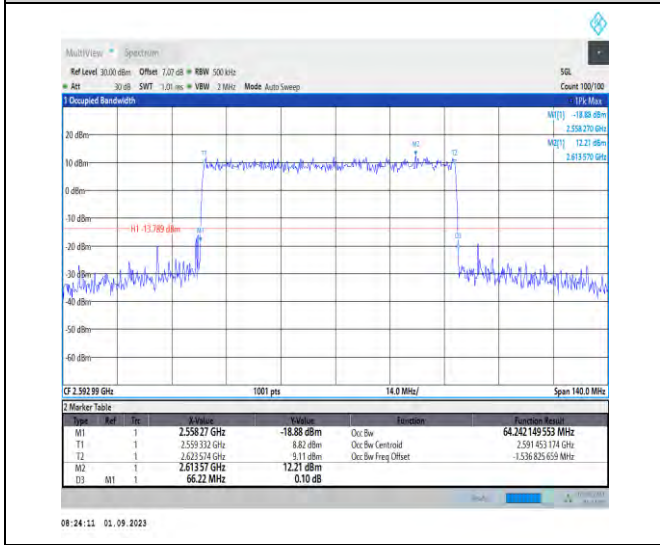 MultiView Spectrum
Ref Level 30.00 dBm Offset 7.07 dB RBW 500 kHz SGL
Att 30 dB SWT 1.01 ms VBW 2 MHz Mode Auto Sweep Count 100/100
1 Occupied Bandwidth 1Pk Max
M1[1] -18.88 dBm
2.558 270 GHz
M2[1] 12.21 dBm
2.613 570 GHz
20 dBm
10 dBm
0 dBm
-10 dBm
H1 -13.789 dBm
-20 dBm
-30 dBm
-40 dBm
-50 dBm
-60 dBm
T1
M2
T2
M1
D3
CF 2.592 99 GHz 1001 pts 14.0 MHz/ Span 140.0 MHz
2 Marker Table
Type Ref Trc X-Value Y-Value Function Function Result
M1 1 2.558 27 GHz -18.88 dBm Occ Bw 64.242 149 553 MHz
T1 1 2.559 332 GHz 8.82 dBm Occ Bw Centroid 2.591 453 174 GHz
T2 1 2.623 574 GHz 9.11 dBm Occ Bw Freq Offset -1.536 825 659 MHz
M2 1 2.613 57 GHz 12.21 dBm
D3 M1 1 66.22 MHz 0.10 dB
08:24:11 01.09.2023